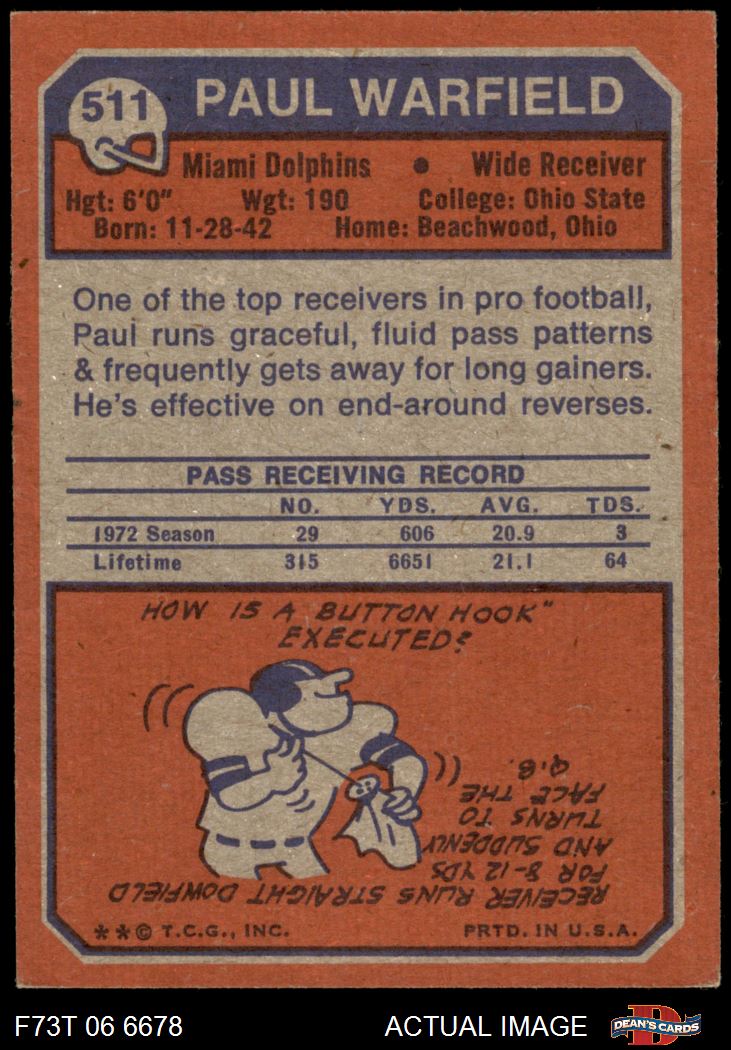 511
PAUL WARFIELD
Miami Dolphins ● Wide Receiver
Hgt: 6'0" Wgt: 190 College: Ohio State
Born: 11-28-42 Home: Beachwood, Ohio
One of the top receivers in pro football,
Paul runs graceful, fluid pass patterns
& frequently gets away for long gainers.
He's effective on end-around reverses.
PASS RECEIVING RECORD
NO. YDS. AVG. TDS.
1972 Season 29 606 20.9 3
Lifetime 315 6651 21.1 64
HOW IS A BUTTON HOOK"
EXECUTED?
RECEIVER RUNS STRAIGHT DOWFIELD
FOR 8-12 YDS
AND SUDDENLY
TURNS TO
FACE THE
Q.B.
**© T.C.G., INC. PRTD. IN U.S.A.
F73T 06 6678 ACTUAL IMAGE
D
DEAN'S CARDS